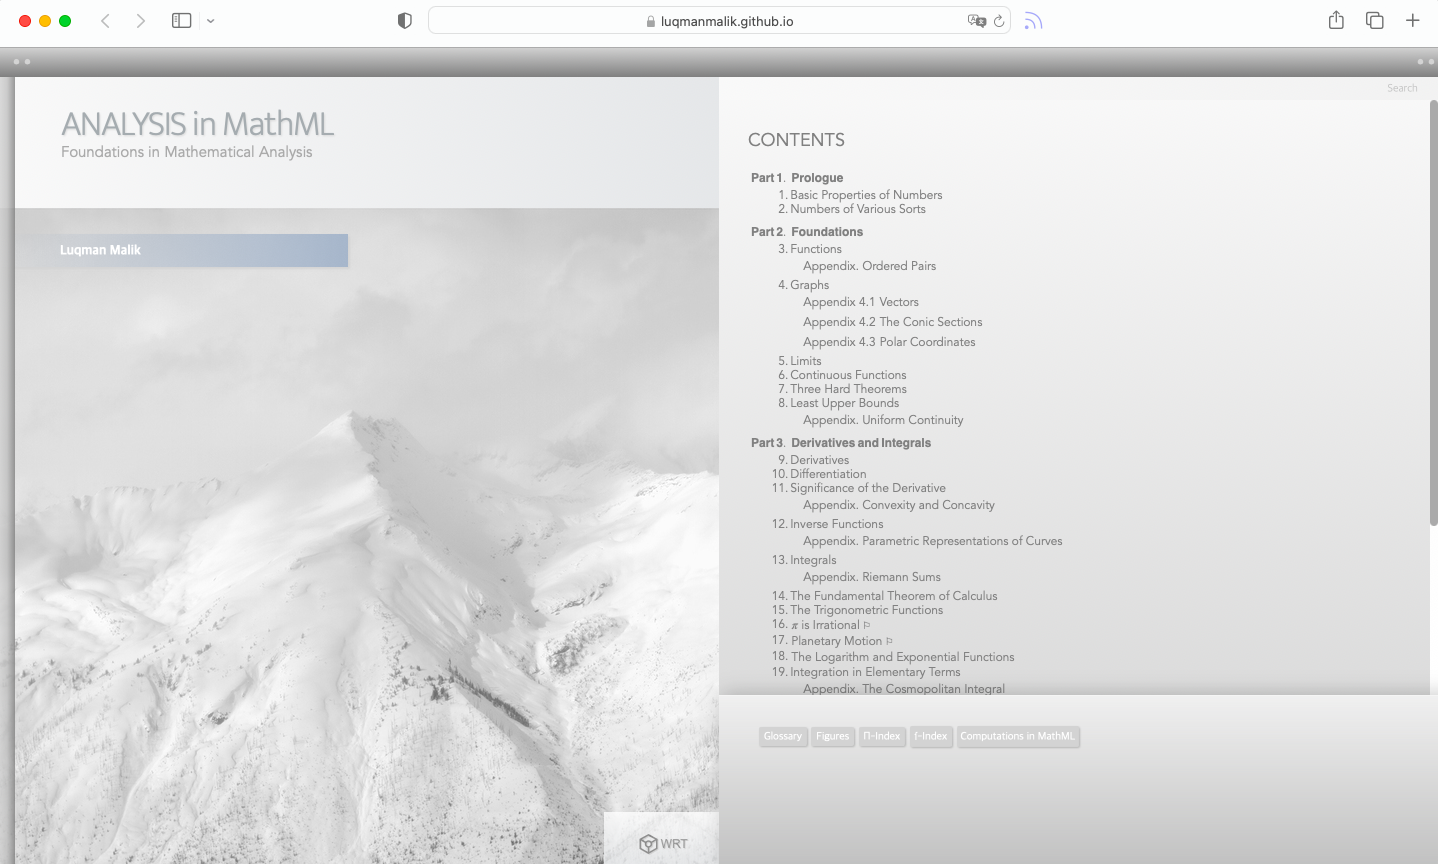 luqmanmalik.github.io
Search
ANALYSIS in MathML
Foundations in Mathematical Analysis
Luqman Malik
WRT
CONTENTS
Part 1. Prologue
1. Basic Properties of Numbers
2. Numbers of Various Sorts
Part 2. Foundations
3. Functions
Appendix. Ordered Pairs
4. Graphs
Appendix 4.1 Vectors
Appendix 4.2 The Conic Sections
Appendix 4.3 Polar Coordinates
5. Limits
6. Continuous Functions
7. Three Hard Theorems
8. Least Upper Bounds
Appendix. Uniform Continuity
Part 3. Derivatives and Integrals
9. Derivatives
10. Differentiation
11. Significance of the Derivative
Appendix. Convexity and Concavity
12. Inverse Functions
Appendix. Parametric Representations of Curves
13. Integrals
Appendix. Riemann Sums
14. The Fundamental Theorem of Calculus
15. The Trigonometric Functions
16. π is Irrational ⚐
17. Planetary Motion ⚐
18. The Logarithm and Exponential Functions
19. Integration in Elementary Terms
Appendix. The Cosmopolitan Integral
Glossary Figures Π-Index f-Index Computations in MathML